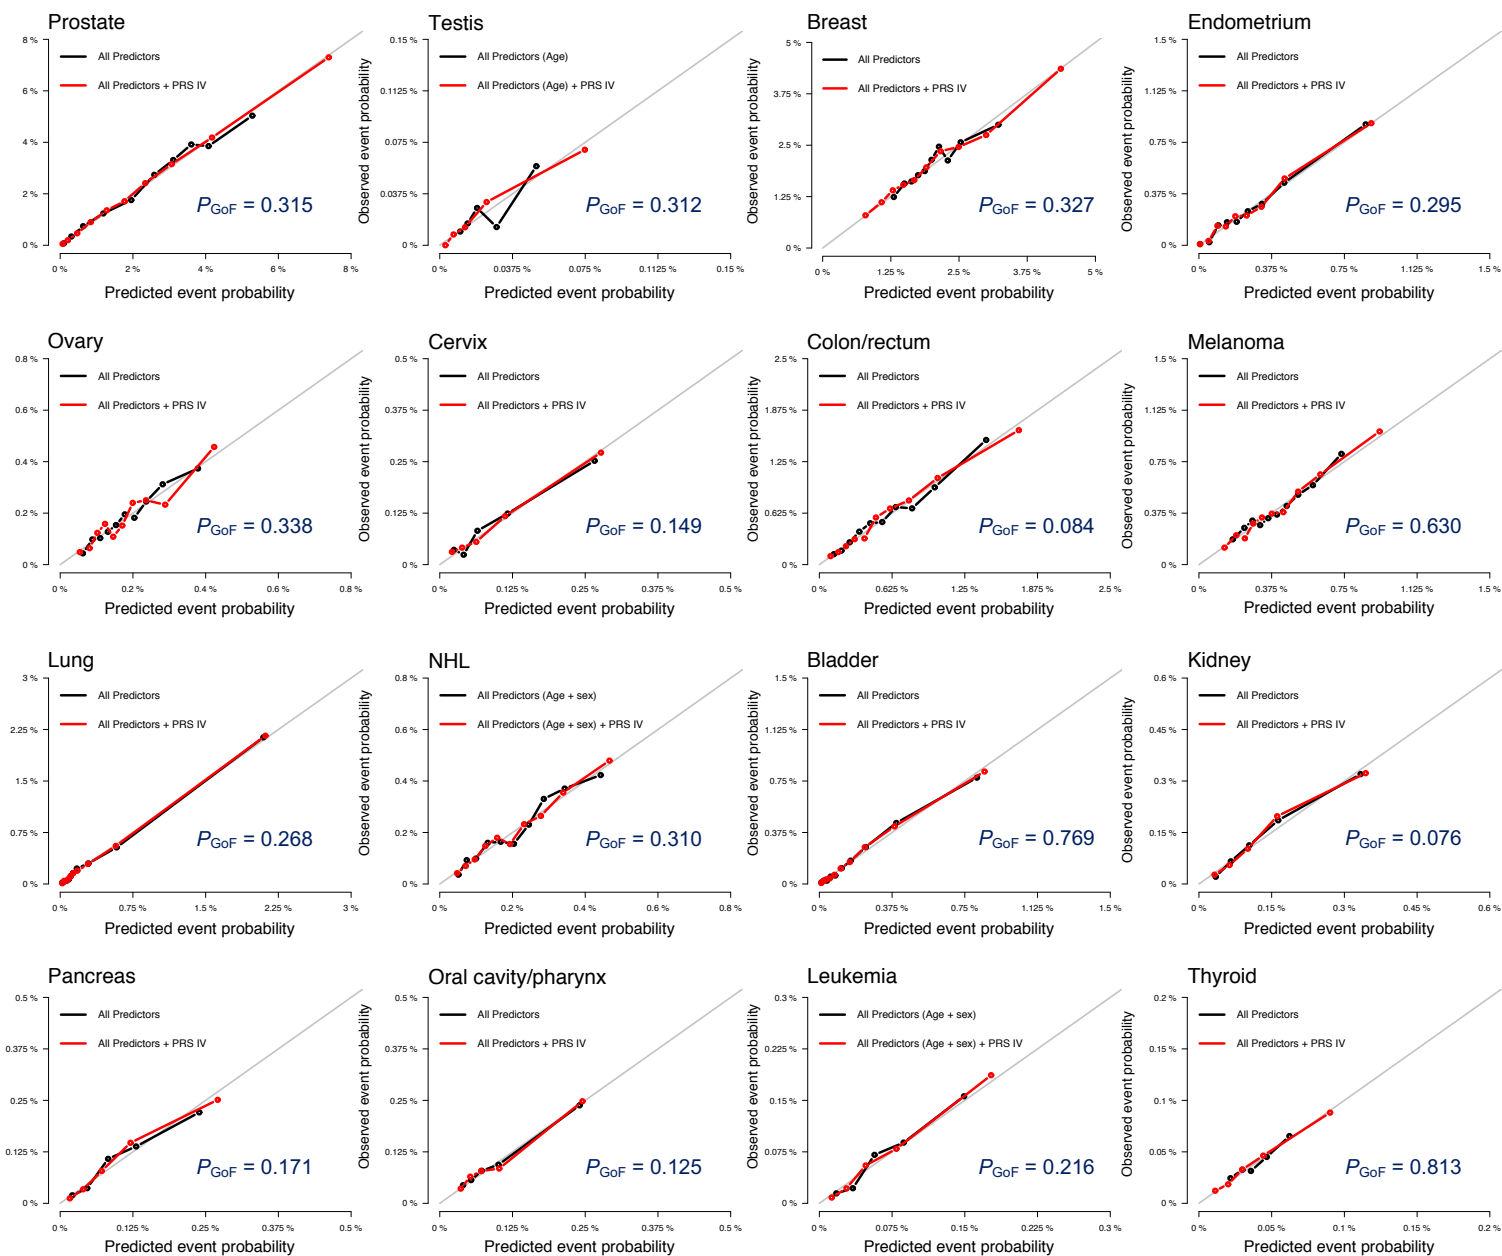 Prostate
8 %
6 %
4 %
2 %
0 %
All Predictors
All Predictors + PRS IV
PGoF = 0.315
0 %
2 %
4 %
6 %
8 %
Predicted event probability
Testis
Observed event probability
0.15 %
0.1125 %
0.075 %
0.0375 %
0 %
All Predictors (Age)
All Predictors (Age) + PRS IV
PGoF = 0.312
0 %
0.0375 %
0.075 %
0.1125 %
0.15 %
Predicted event probability
Breast
Observed event probability
5 %
3.75 %
2.5 %
1.25 %
0 %
All Predictors
All Predictors + PRS IV
PGoF = 0.327
0 %
1.25 %
2.5 %
3.75 %
5 %
Predicted event probability
Endometrium
Observed event probability
1.5 %
1.125 %
0.75 %
0.375 %
0 %
All Predictors
All Predictors + PRS IV
PGoF = 0.295
0 %
0.375 %
0.75 %
1.125 %
1.5 %
Predicted event probability
Ovary
0.8 %
0.6 %
0.4 %
0.2 %
0 %
All Predictors
All Predictors + PRS IV
PGoF = 0.338
0 %
0.2 %
0.4 %
0.6 %
0.8 %
Predicted event probability
Cervix
Observed event probability
0.5 %
0.375 %
0.25 %
0.125 %
0 %
All Predictors
All Predictors + PRS IV
PGoF = 0.149
0 %
0.125 %
0.25 %
0.375 %
0.5 %
Predicted event probability
Colon/rectum
Observed event probability
2.5 %
1.875 %
1.25 %
0.625 %
0 %
All Predictors
All Predictors + PRS IV
PGoF = 0.084
0 %
0.625 %
1.25 %
1.875 %
2.5 %
Predicted event probability
Melanoma
Observed event probability
1.5 %
1.125 %
0.75 %
0.375 %
0 %
All Predictors
All Predictors + PRS IV
PGoF = 0.630
0 %
0.375 %
0.75 %
1.125 %
1.5 %
Predicted event probability
Lung
3 %
2.25 %
1.5 %
0.75 %
0 %
All Predictors
All Predictors + PRS IV
PGoF = 0.268
0 %
0.75 %
1.5 %
2.25 %
3 %
Predicted event probability
NHL
Observed event probability
0.8 %
0.6 %
0.4 %
0.2 %
0 %
All Predictors (Age + sex)
All Predictors (Age + sex) + PRS IV
PGoF = 0.310
0 %
0.2 %
0.4 %
0.6 %
0.8 %
Predicted event probability
Bladder
Observed event probability
1.5 %
1.125 %
0.75 %
0.375 %
0 %
All Predictors
All Predictors + PRS IV
PGoF = 0.769
0 %
0.375 %
0.75 %
1.125 %
1.5 %
Predicted event probability
Kidney
Observed event probability
0.6 %
0.45 %
0.3 %
0.15 %
0 %
All Predictors
All Predictors + PRS IV
PGoF = 0.076
0 %
0.15 %
0.3 %
0.45 %
0.6 %
Predicted event probability
Pancreas
0.5 %
0.375 %
0.25 %
0.125 %
0 %
All Predictors
All Predictors + PRS IV
PGoF = 0.171
0 %
0.125 %
0.25 %
0.375 %
0.5 %
Predicted event probability
Oral cavity/pharynx
Observed event probability
0.5 %
0.375 %
0.25 %
0.125 %
0 %
All Predictors
All Predictors + PRS IV
PGoF = 0.125
0 %
0.125 %
0.25 %
0.375 %
0.5 %
Predicted event probability
Leukemia
Observed event probability
0.3 %
0.225 %
0.15 %
0.075 %
0 %
All Predictors (Age + sex)
All Predictors (Age + sex) + PRS IV
PGoF = 0.216
0 %
0.075 %
0.15 %
0.225 %
0.3 %
Predicted event probability
Thyroid
Observed event probability
0.2 %
0.15 %
0.1 %
0.05 %
0 %
All Predictors
All Predictors + PRS IV
PGoF = 0.813
0 %
0.05 %
0.1 %
0.15 %
0.2 %
Predicted event probability